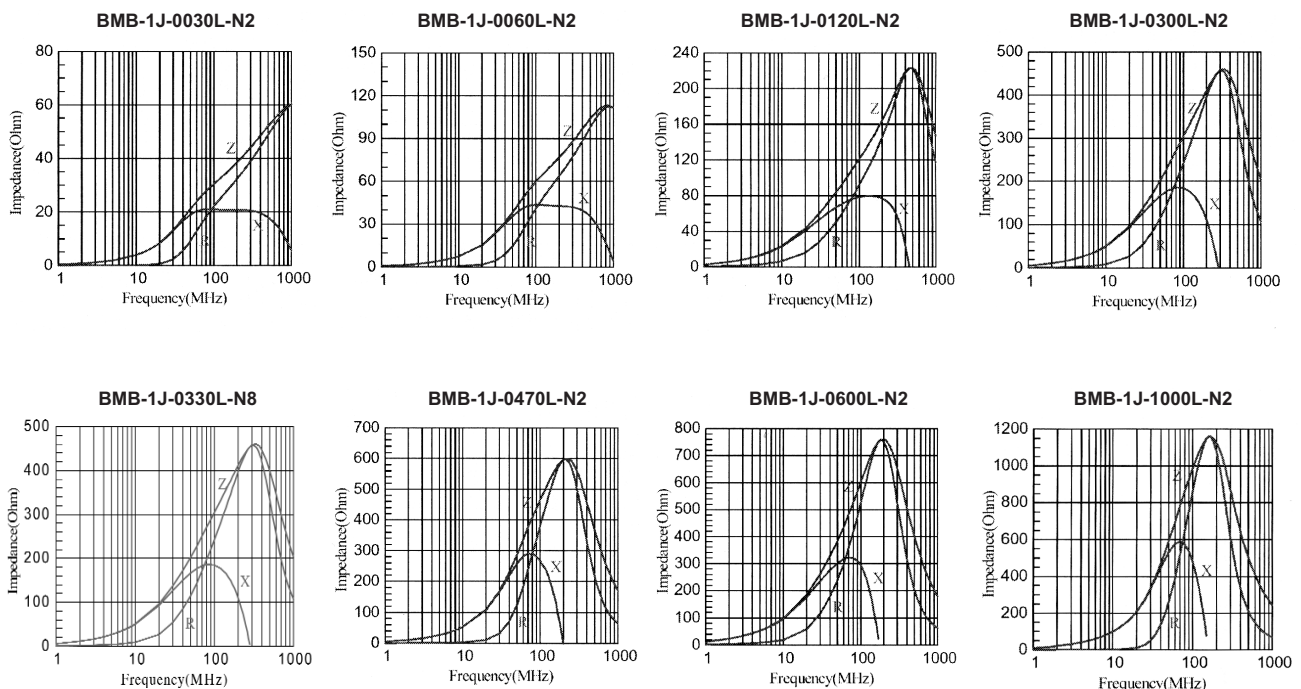 BMB-1J-0030L-N2
80
60
40
20
0
Impedance(Ohm)
Z
R
X
1 10 100 1000
Frequency(MHz)
BMB-1J-0060L-N2
150
120
90
60
30
0
Impedance(Ohm)
Z
X
R
1 10 100 1000
Frequency(MHz)
BMB-1J-0120L-N2
240
200
160
120
80
40
0
Impedance(Ohm)
Z
X
R
1 10 100 1000
Frequency(MHz)
BMB-1J-0300L-N2
500
400
300
200
100
0
Impedance(Ohm)
Z
X
R
1 10 100 1000
Frequency(MHz)
BMB-1J-0330L-N8
500
400
300
200
100
0
Impedance(Ohm)
Z
X
R
1 10 100 1000
Frequency(MHz)
BMB-1J-0470L-N2
700
600
500
400
300
200
100
0
Impedance(Ohm)
Z
X
R
1 10 100 1000
Frequency(MHz)
BMB-1J-0600L-N2
800
700
600
500
400
300
200
100
0
Impedance(Ohm)
Z
X
R
1 10 100 1000
Frequency(MHz)
BMB-1J-1000L-N2
1200
1000
800
600
400
200
0
Impedance(Ohm)
Z
X
R
1 10 100 1000
Frequency(MHz)